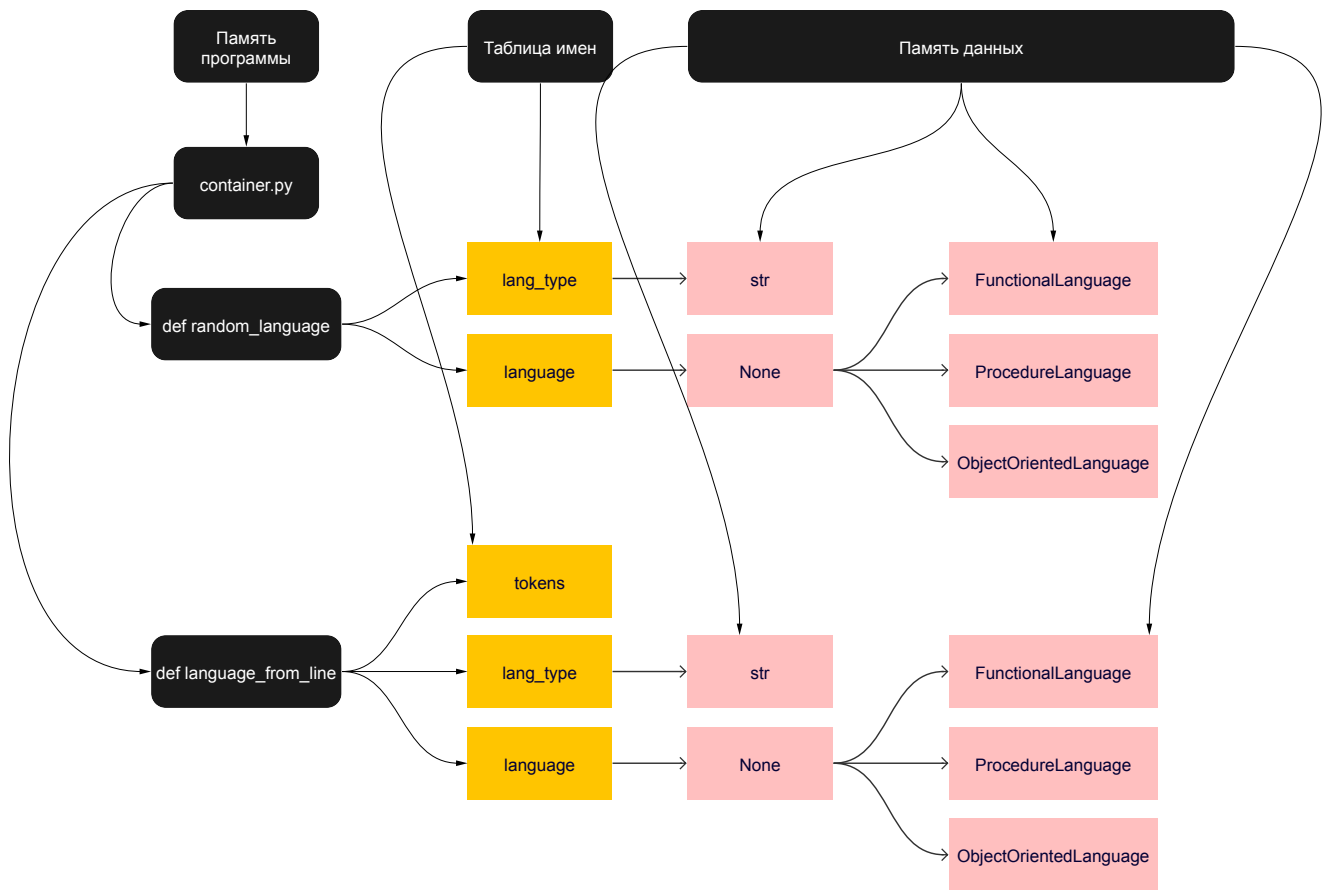 Память
программы
Таблица имен
Память данных
container.py
lang_type
str
FunctionalLanguage
def random_language
language
None
ProcedureLanguage
ObjectOrientedLanguage
tokens
def language_from_line
lang_type
str
FunctionalLanguage
language
None
ProcedureLanguage
ObjectOrientedLanguage